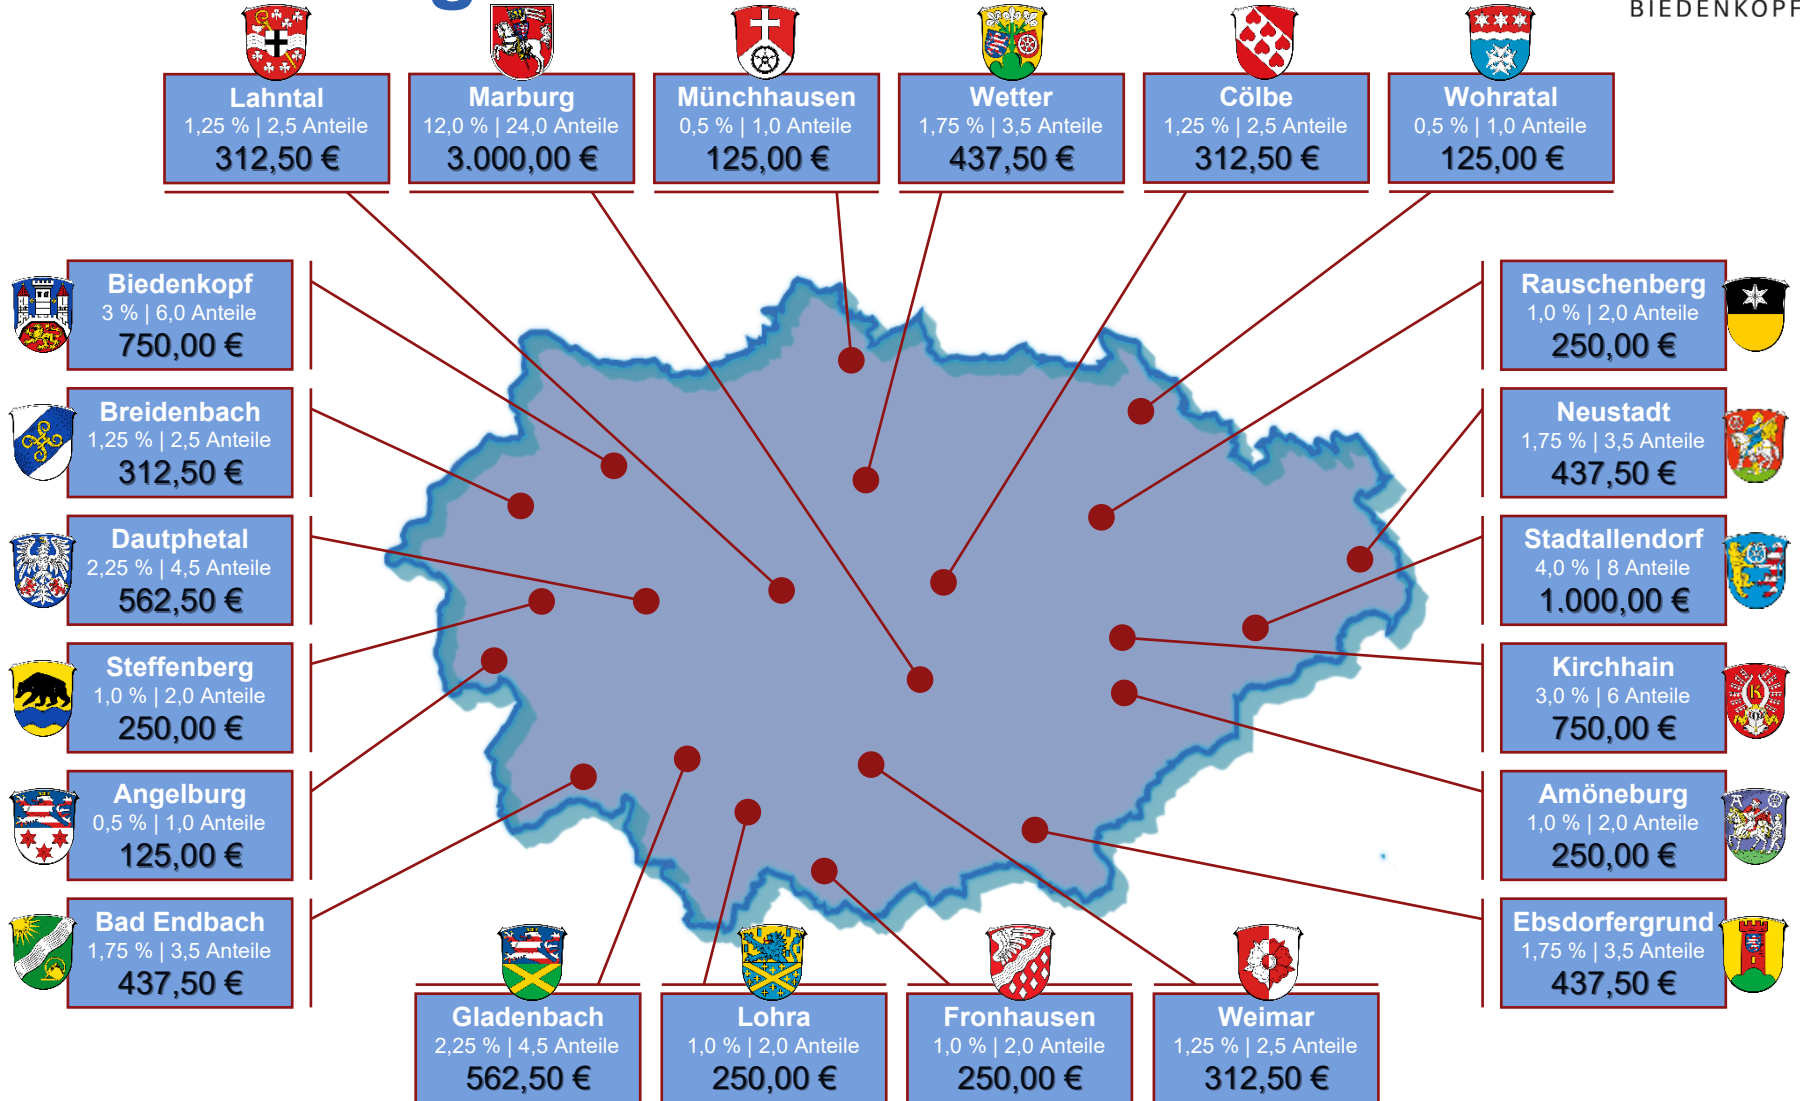 BIEDENKOPF
Lahntal
1,25 % | 2,5 Anteile
312,50 €
Marburg
12,0 % | 24,0 Anteile
3.000,00 €
Münchhausen
0,5 % | 1,0 Anteile
125,00 €
Wetter
1,75 % | 3,5 Anteile
437,50 €
Cölbe
1,25 % | 2,5 Anteile
312,50 €
Wohratal
0,5 % | 1,0 Anteile
125,00 €
Biedenkopf
3 % | 6,0 Anteile
750,00 €
Breidenbach
1,25 % | 2,5 Anteile
312,50 €
Dautphetal
2,25 % | 4,5 Anteile
562,50 €
Steffenberg
1,0 % | 2,0 Anteile
250,00 €
Angelburg
0,5 % | 1,0 Anteile
125,00 €
Bad Endbach
1,75 % | 3,5 Anteile
437,50 €
Rauschenberg
1,0 % | 2,0 Anteile
250,00 €
Neustadt
1,75 % | 3,5 Anteile
437,50 €
Stadtallendorf
4,0 % | 8 Anteile
1.000,00 €
Kirchhain
3,0 % | 6 Anteile
750,00 €
K
Amöneburg
1,0 % | 2,0 Anteile
250,00 €
A
Ebsdorfergrund
1,75 % | 3,5 Anteile
437,50 €
Gladenbach
2,25 % | 4,5 Anteile
562,50 €
Lohra
1,0 % | 2,0 Anteile
250,00 €
Fronhausen
1,0 % | 2,0 Anteile
250,00 €
Weimar
1,25 % | 2,5 Anteile
312,50 €